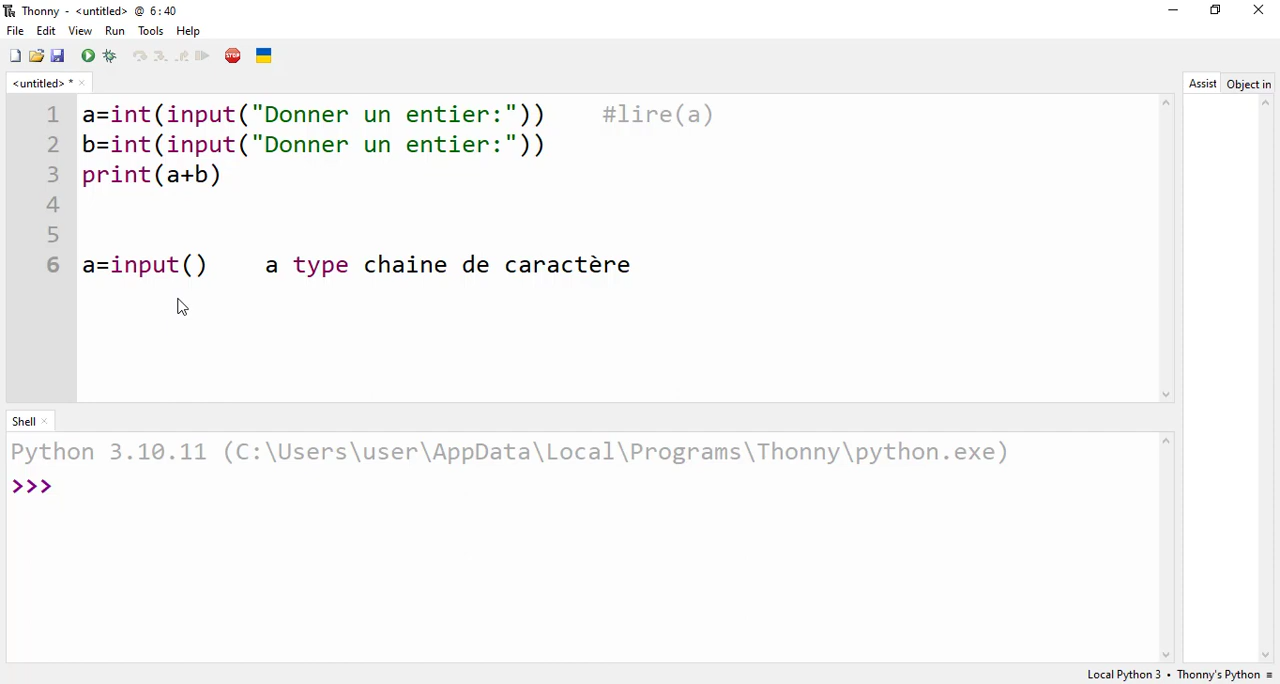 Thonny - <untitled> @ 6:40
File Edit View Run Tools Help
STOP
<untitled> * ×
Assist Object in
1 a=int(input("Donner un entier:")) #lire(a)
2 b=int(input("Donner un entier:"))
3 print(a+b)
4
5
6 a=input() a type chaine de caractère
Shell ×
Python 3.10.11 (C:\Users\user\AppData\Local\Programs\Thonny\python.exe)
>>>
Local Python 3 • Thonny's Python ≡